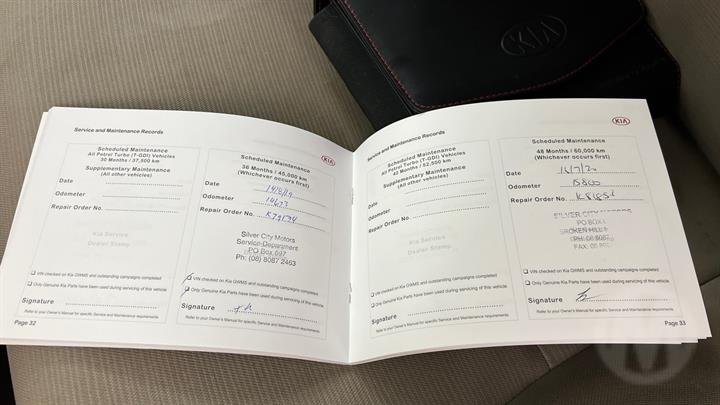 KIA
Service and Maintenance Records
KIA
Scheduled Maintenance
All Petrol Turbo (T-GDI) Vehicles
30 Months / 37,500 km
Supplementary Maintenance
(All other vehicles)
Date
Odometer
Repair Order No.
Kia Service
Dealer Stamp
VIN checked on Kia GWMS and outstanding campaigns completed
Only Genuine Kia Parts have been used during servicing of this vehicle
Signature
Refer to your Owner's Manual for specific Service and Maintenance requirements
Page 32
Scheduled Maintenance
36 Months / 45,000 km
(Whichever occurs first)
Date
Odometer 14673
Repair Order No.
Silver City Motors
Service Department
PO Box 697
Ph: (08) 8087 2463
VIN checked on Kia GWMS and outstanding campaigns completed
Only Genuine Kia Parts have been used during servicing of this vehicle
Signature
Refer to your Owner's Manual for specific Service and Maintenance requirements
Service and Maintenance Records
KIA
Scheduled Maintenance
All Petrol Turbo (T-GDI) Vehicles
42 Months / 52,500 km
Supplementary Maintenance
(All other vehicles)
Date
Odometer
Repair Order No.
Kia Service
Dealer Stamp
VIN checked on Kia GWMS and outstanding campaigns completed
Only Genuine Kia Parts have been used during servicing of this vehicle
Signature
Refer to your Owner's Manual for specific Service and Maintenance requirements
Scheduled Maintenance
48 Months / 60,000 km
(Whichever occurs first)
Date
Odometer
Repair Order No.
SILVER CITY MOTORS
PO BOX
BROKEN HILL
PH: 08 8087
FAX: 08
VIN checked on Kia GWMS and outstanding campaigns completed
Only Genuine Kia Parts have been used during servicing of this vehicle
Signature
Refer to your Owner's Manual for specific Service and Maintenance requirements
Page 33